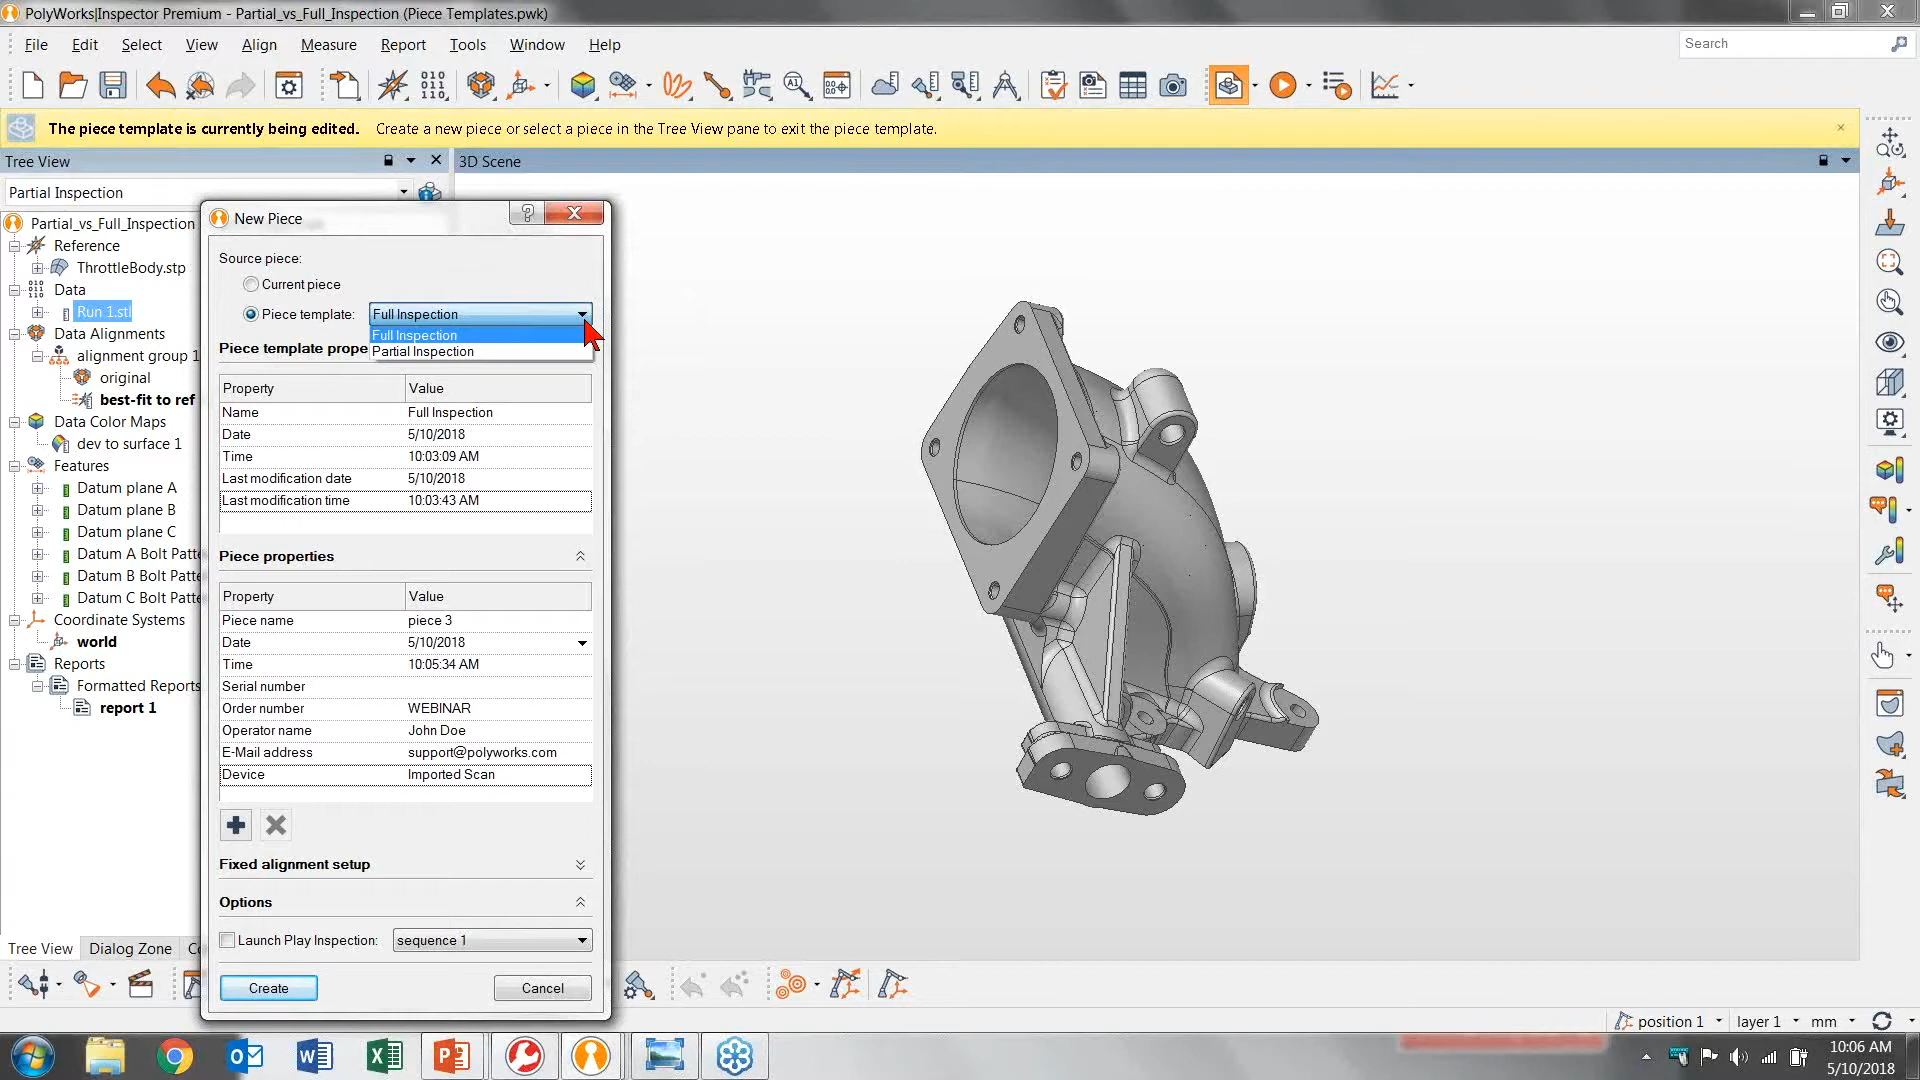 PolyWorks|Inspector Premium - Partial_vs_Full_Inspection (Piece Templates.pwk)
File Edit Select View Align Measure Report Tools Window Help
Search
The piece template is currently being edited. Create a new piece or select a piece in the Tree View pane to exit the piece template.
Tree View
3D Scene
Partial Inspection
Partial_vs_Full_Inspection
Reference
ThrottleBody.stp
Data
Run 1.stl
Data Alignments
alignment group 1
original
best-fit to ref
Data Color Maps
dev to surface 1
Features
Datum plane A
Datum plane B
Datum plane C
Datum A Bolt Patte
Datum B Bolt Patte
Datum C Bolt Patte
Coordinate Systems
world
Reports
Formatted Reports
report 1
Tree View Dialog Zone
New Piece
Source piece:
Current piece
Piece template: Full Inspection
Full Inspection
Partial Inspection
Piece template prope
Property Value
Name Full Inspection
Date 5/10/2018
Time 10:03:09 AM
Last modification date 5/10/2018
Last modification time 10:03:43 AM
Piece properties
Property Value
Piece name piece 3
Date 5/10/2018
Time 10:05:34 AM
Serial number
Order number WEBINAR
Operator name John Doe
E-Mail address support@polyworks.com
Device Imported Scan
Fixed alignment setup
Options
Launch Play Inspection: sequence 1
Create Cancel
position 1 layer 1 mm
10:06 AM
5/10/2018